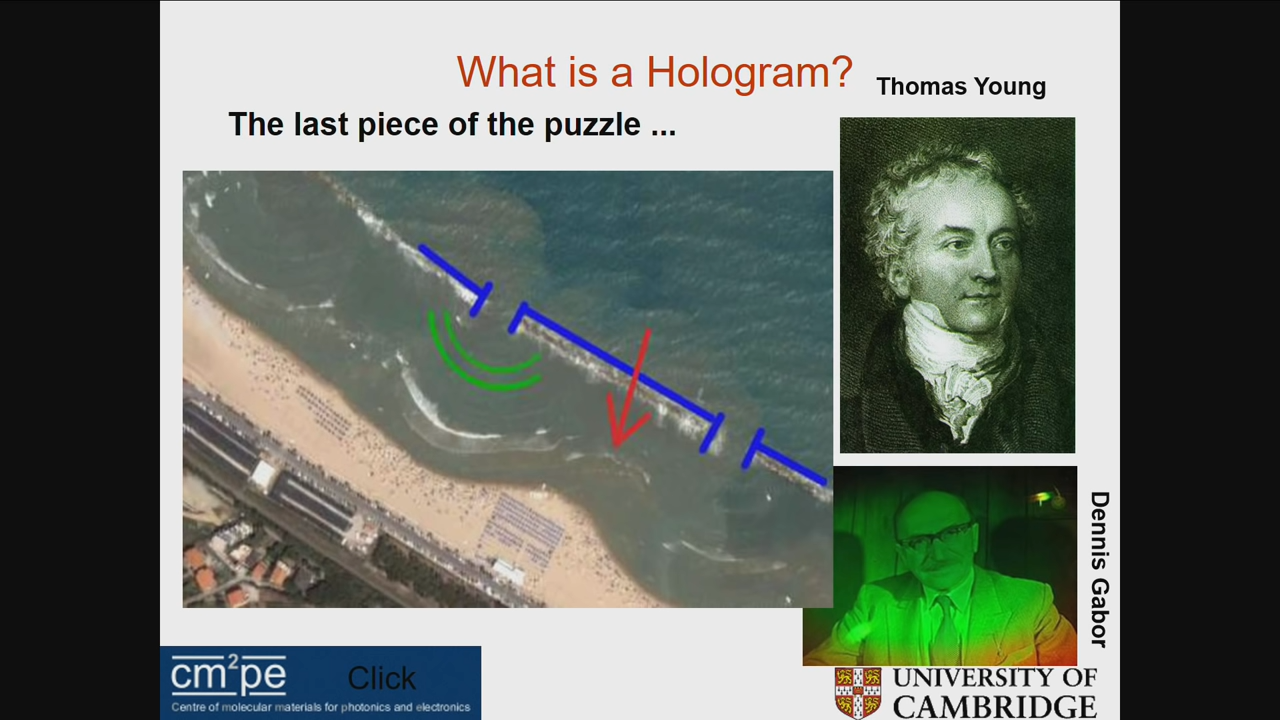 What is a Hologram?
Thomas Young
The last piece of the puzzle ...
Dennis Gabor
cm2pe
Click
Centre of molecular materials for photonics and electronics
UNIVERSITY OF
CAMBRIDGE